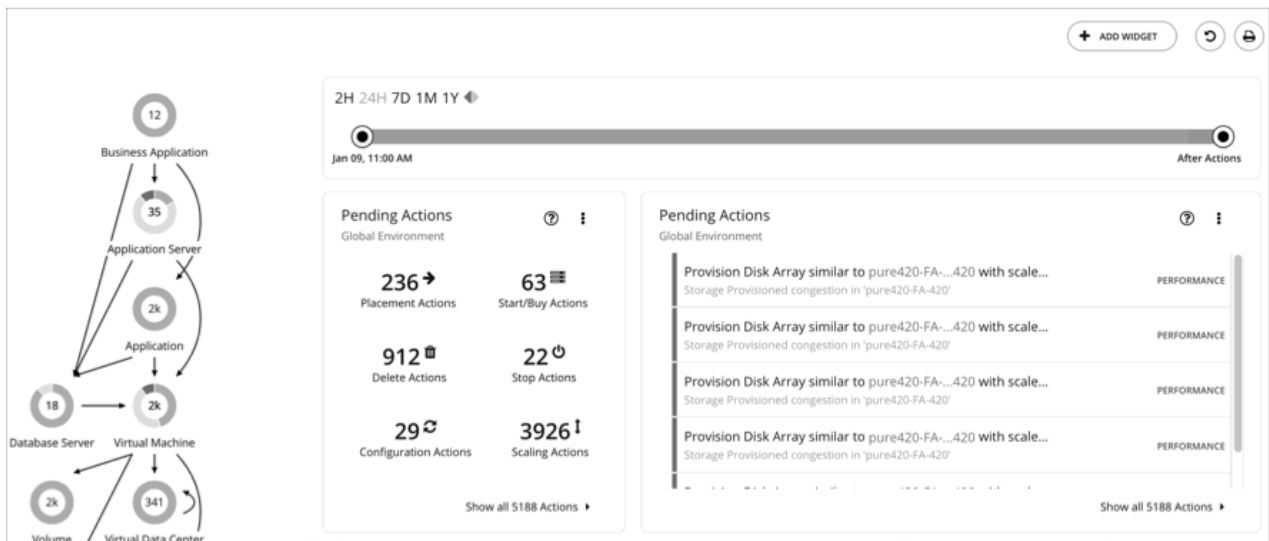 ADD WIDGET
12
Business Application
35
Application Server
2k
Application
18
2k
Database Server
Virtual Machine
2k
341
Volume
Virtual Data Center
2H 24H 7D 1M 1Y
Jan 09, 11:00 AM
After Actions
Pending Actions
Global Environment
236
Placement Actions
63
Start/Buy Actions
912
Delete Actions
22
Stop Actions
29
Configuration Actions
3926
Scaling Actions
Show all 5188 Actions
Pending Actions
Global Environment
Provision Disk Array similar to pure420-FA-...420 with scale...
Storage Provisioned congestion in 'pure420-FA-420'
PERFORMANCE
Provision Disk Array similar to pure420-FA-...420 with scale...
Storage Provisioned congestion in 'pure420-FA-420'
PERFORMANCE
Provision Disk Array similar to pure420-FA-...420 with scale...
Storage Provisioned congestion in 'pure420-FA-420'
PERFORMANCE
Provision Disk Array similar to pure420-FA-...420 with scale...
Storage Provisioned congestion in 'pure420-FA-420'
PERFORMANCE
Show all 5188 Actions